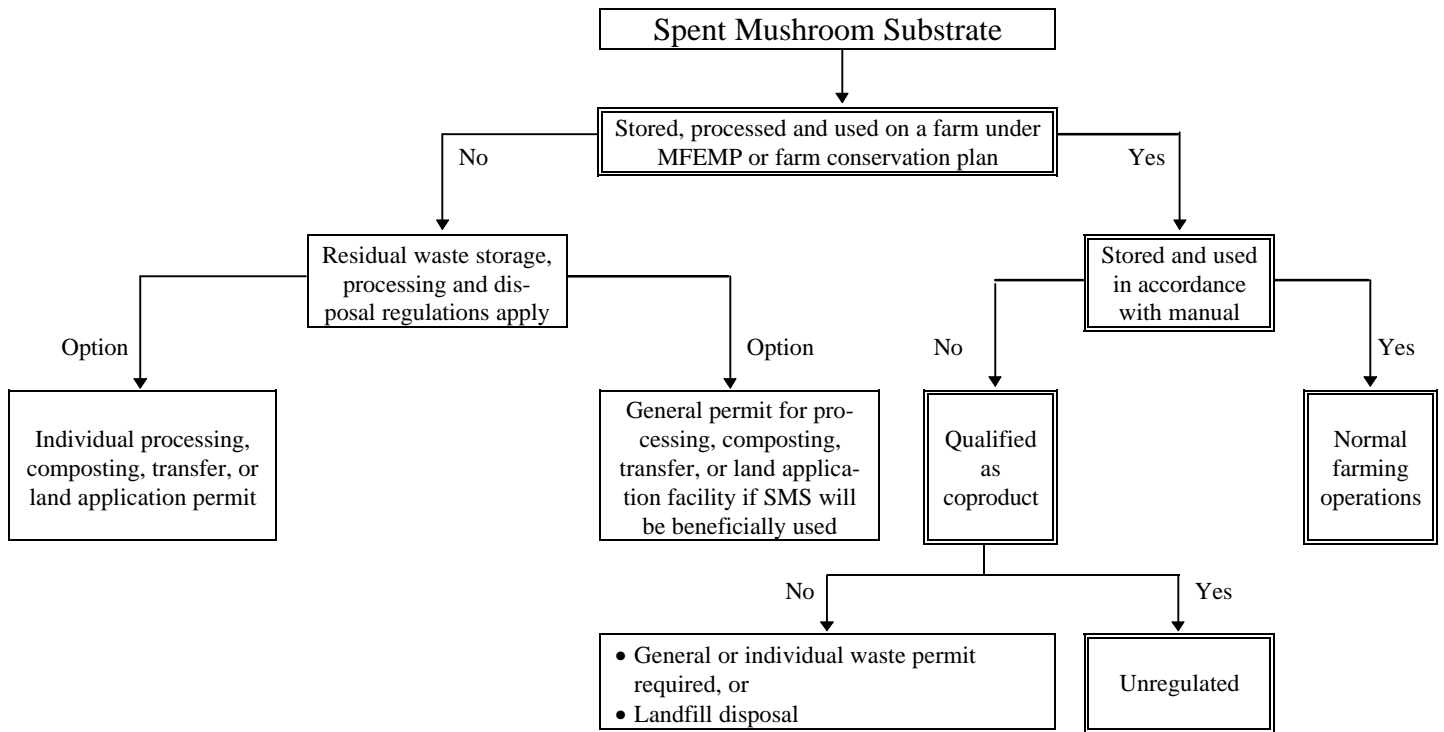 Spent Mushroom Substrate
Stored, processed and used on a farm under
MFEMP or farm conservation plan
No
Yes
Residual waste storage,
processing and dis-
posal regulations apply
Stored and used
in accordance
with manual
Option
Option
No
Yes
Individual processing,
composting, transfer, or
land application permit
General permit for pro-
cessing, composting,
transfer, or land applica-
tion facility if SMS will
be beneficially used
Qualified
as
coproduct
Normal
farming
operations
No
Yes
• General or individual waste permit
required, or
• Landfill disposal
Unregulated